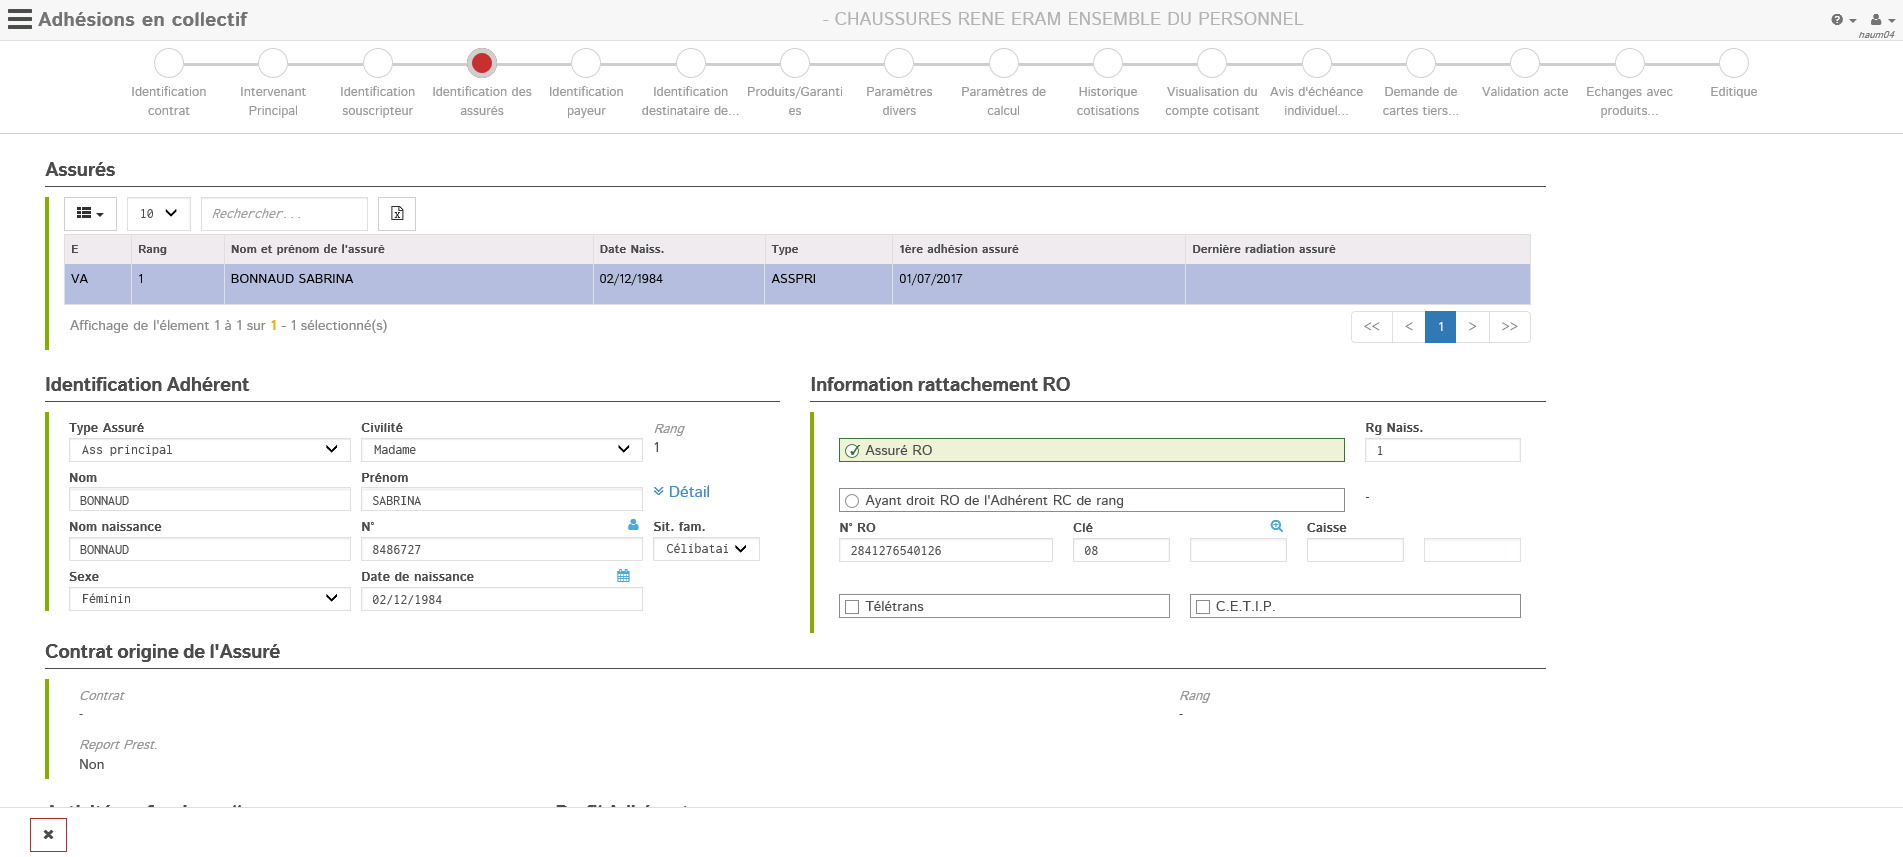 Adhésions en collectif
- CHAUSSURES RENE ERAM ENSEMBLE DU PERSONNEL
haum04
Identification contrat
Intervenant Principal
Identification souscripteur
Identification des assurés
Identification payeur
Identification destinataire de...
Produits/Garanti es
Paramètres divers
Paramètres de calcul
Historique cotisations
Visualisation du compte cotisant
Avis d'échéance individuel...
Demande de cartes tiers...
Validation acte
Echanges avec produits...
Editique
Assurés
10 Rechercher...
E Rang Nom et prénom de l'assuré Date Naiss. Type 1ère adhésion assuré Dernière radiation assuré
VA 1 BONNAUD SABRINA 02/12/1984 ASSPRI 01/07/2017
Affichage de l'élement 1 à 1 sur 1 - 1 sélectionné(s)
<< < 1 > >>
Identification Adhérent
Type Assuré Civilité Rang
Ass principal Madame 1
Nom Prénom
BONNAUD SABRINA Détail
Nom naissance N° Sit. fam.
BONNAUD 8486727 Célibatai
Sexe Date de naissance
Féminin 02/12/1984
Information rattachement RO
Rg Naiss.
Assuré RO 1
Ayant droit RO de l'Adhérent RC de rang -
N° RO Clé Caisse
2841276540126 08
Télétrans C.E.T.I.P.
Contrat origine de l'Assuré
Contrat Rang
- -
Report Prest.
Non